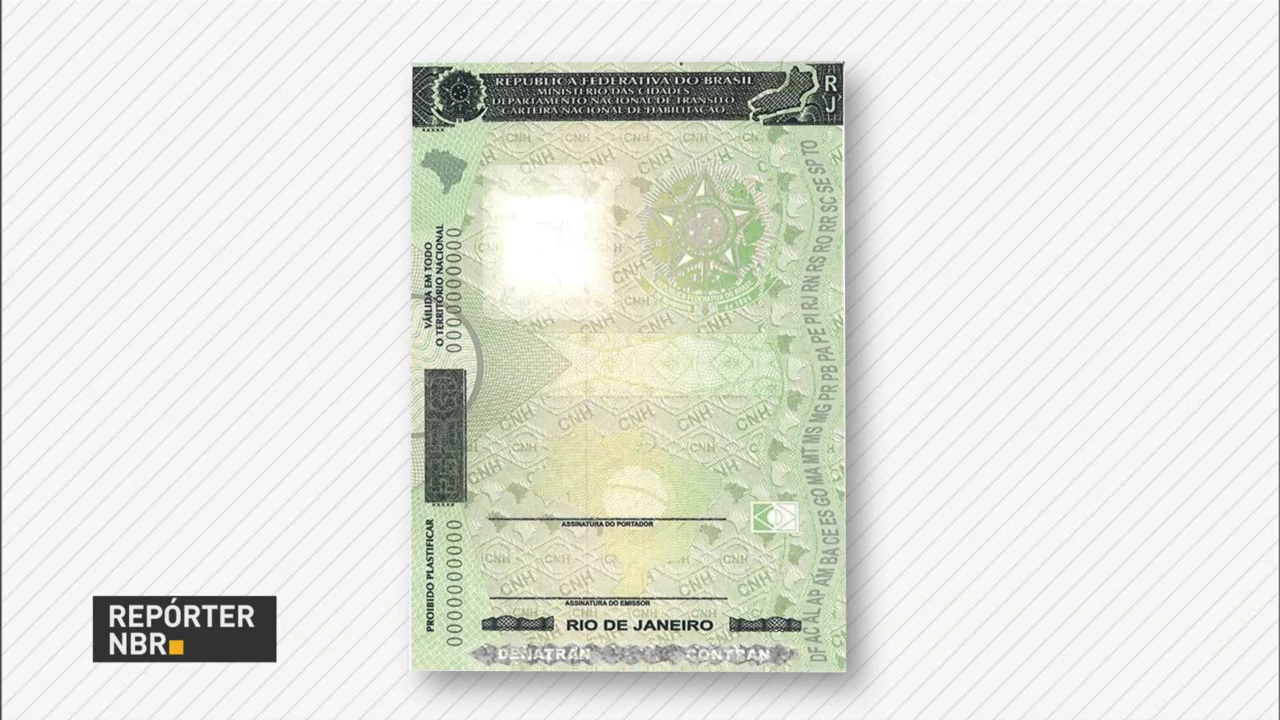 REPÚBLICA FEDERATIVA DO BRASIL
MINISTÉRIO DAS CIDADES
DEPARTAMENTO NACIONAL DE TRÂNSITO
CARTEIRA NACIONAL DE HABILITAÇÃO
RJ
VÁILIDA EM TODO
O TERRITÓRIO NACIONAL
0000000000
DF AC AL AP AM BA CE ES GO MA MT MS MG PR PB PA PE PI RJ RN RS RO RR SC SE SP TO
CNH
ASSINATURA DO PORTADOR
PROIBIDO PLASTIFICAR
0000000000
ASSINATURA DO EMISSOR
RIO DE JANEIRO
DENATRAN CONTRAN
REPÓRTER
NBR